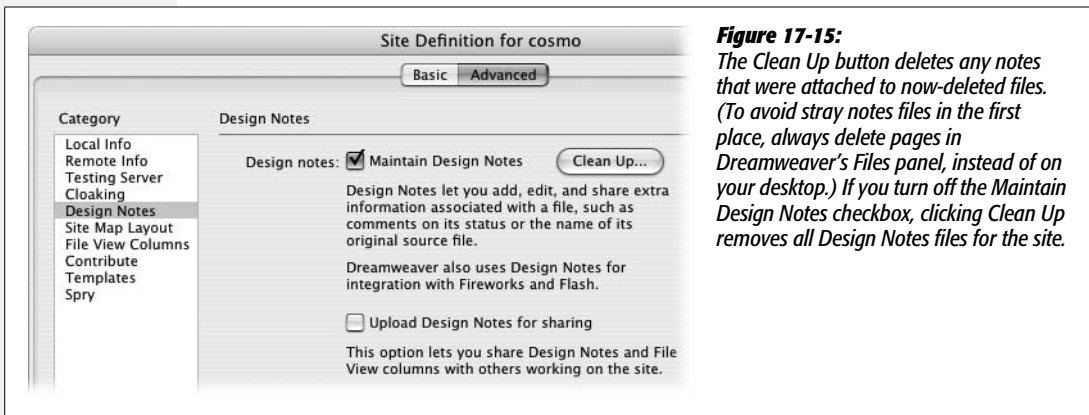 Site Definition for cosmo
Basic Advanced
Category
Local Info
Remote Info
Testing Server
Cloaking
Design Notes
Site Map Layout
File View Columns
Contribute
Templates
Spry
Design Notes
Design notes: Maintain Design Notes Clean Up...
Design Notes let you add, edit, and share extra
information associated with a file, such as
comments on its status or the name of its
original source file.
Dreamweaver also uses Design Notes for
integration with Fireworks and Flash.
Upload Design Notes for sharing
This option lets you share Design Notes and File
View columns with others working on the site.
Figure 17-15:
The Clean Up button deletes any notes
that were attached to now-deleted files.
(To avoid stray notes files in the first
place, always delete pages in
Dreamweaver's Files panel, instead of on
your desktop.) If you turn off the Maintain
Design Notes checkbox, clicking Clean Up
removes all Design Notes files for the site.